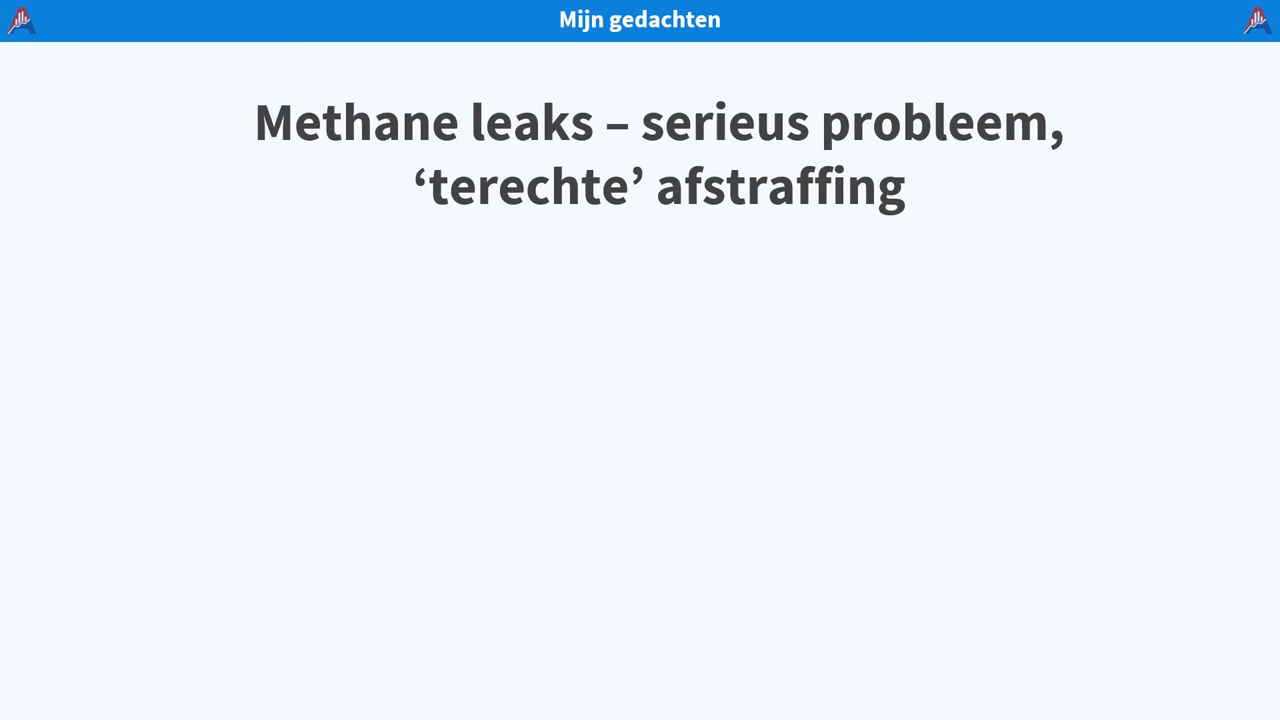 Mijn gedachten
Methane leaks – serieus probleem,
‘terechte’ afstraffing